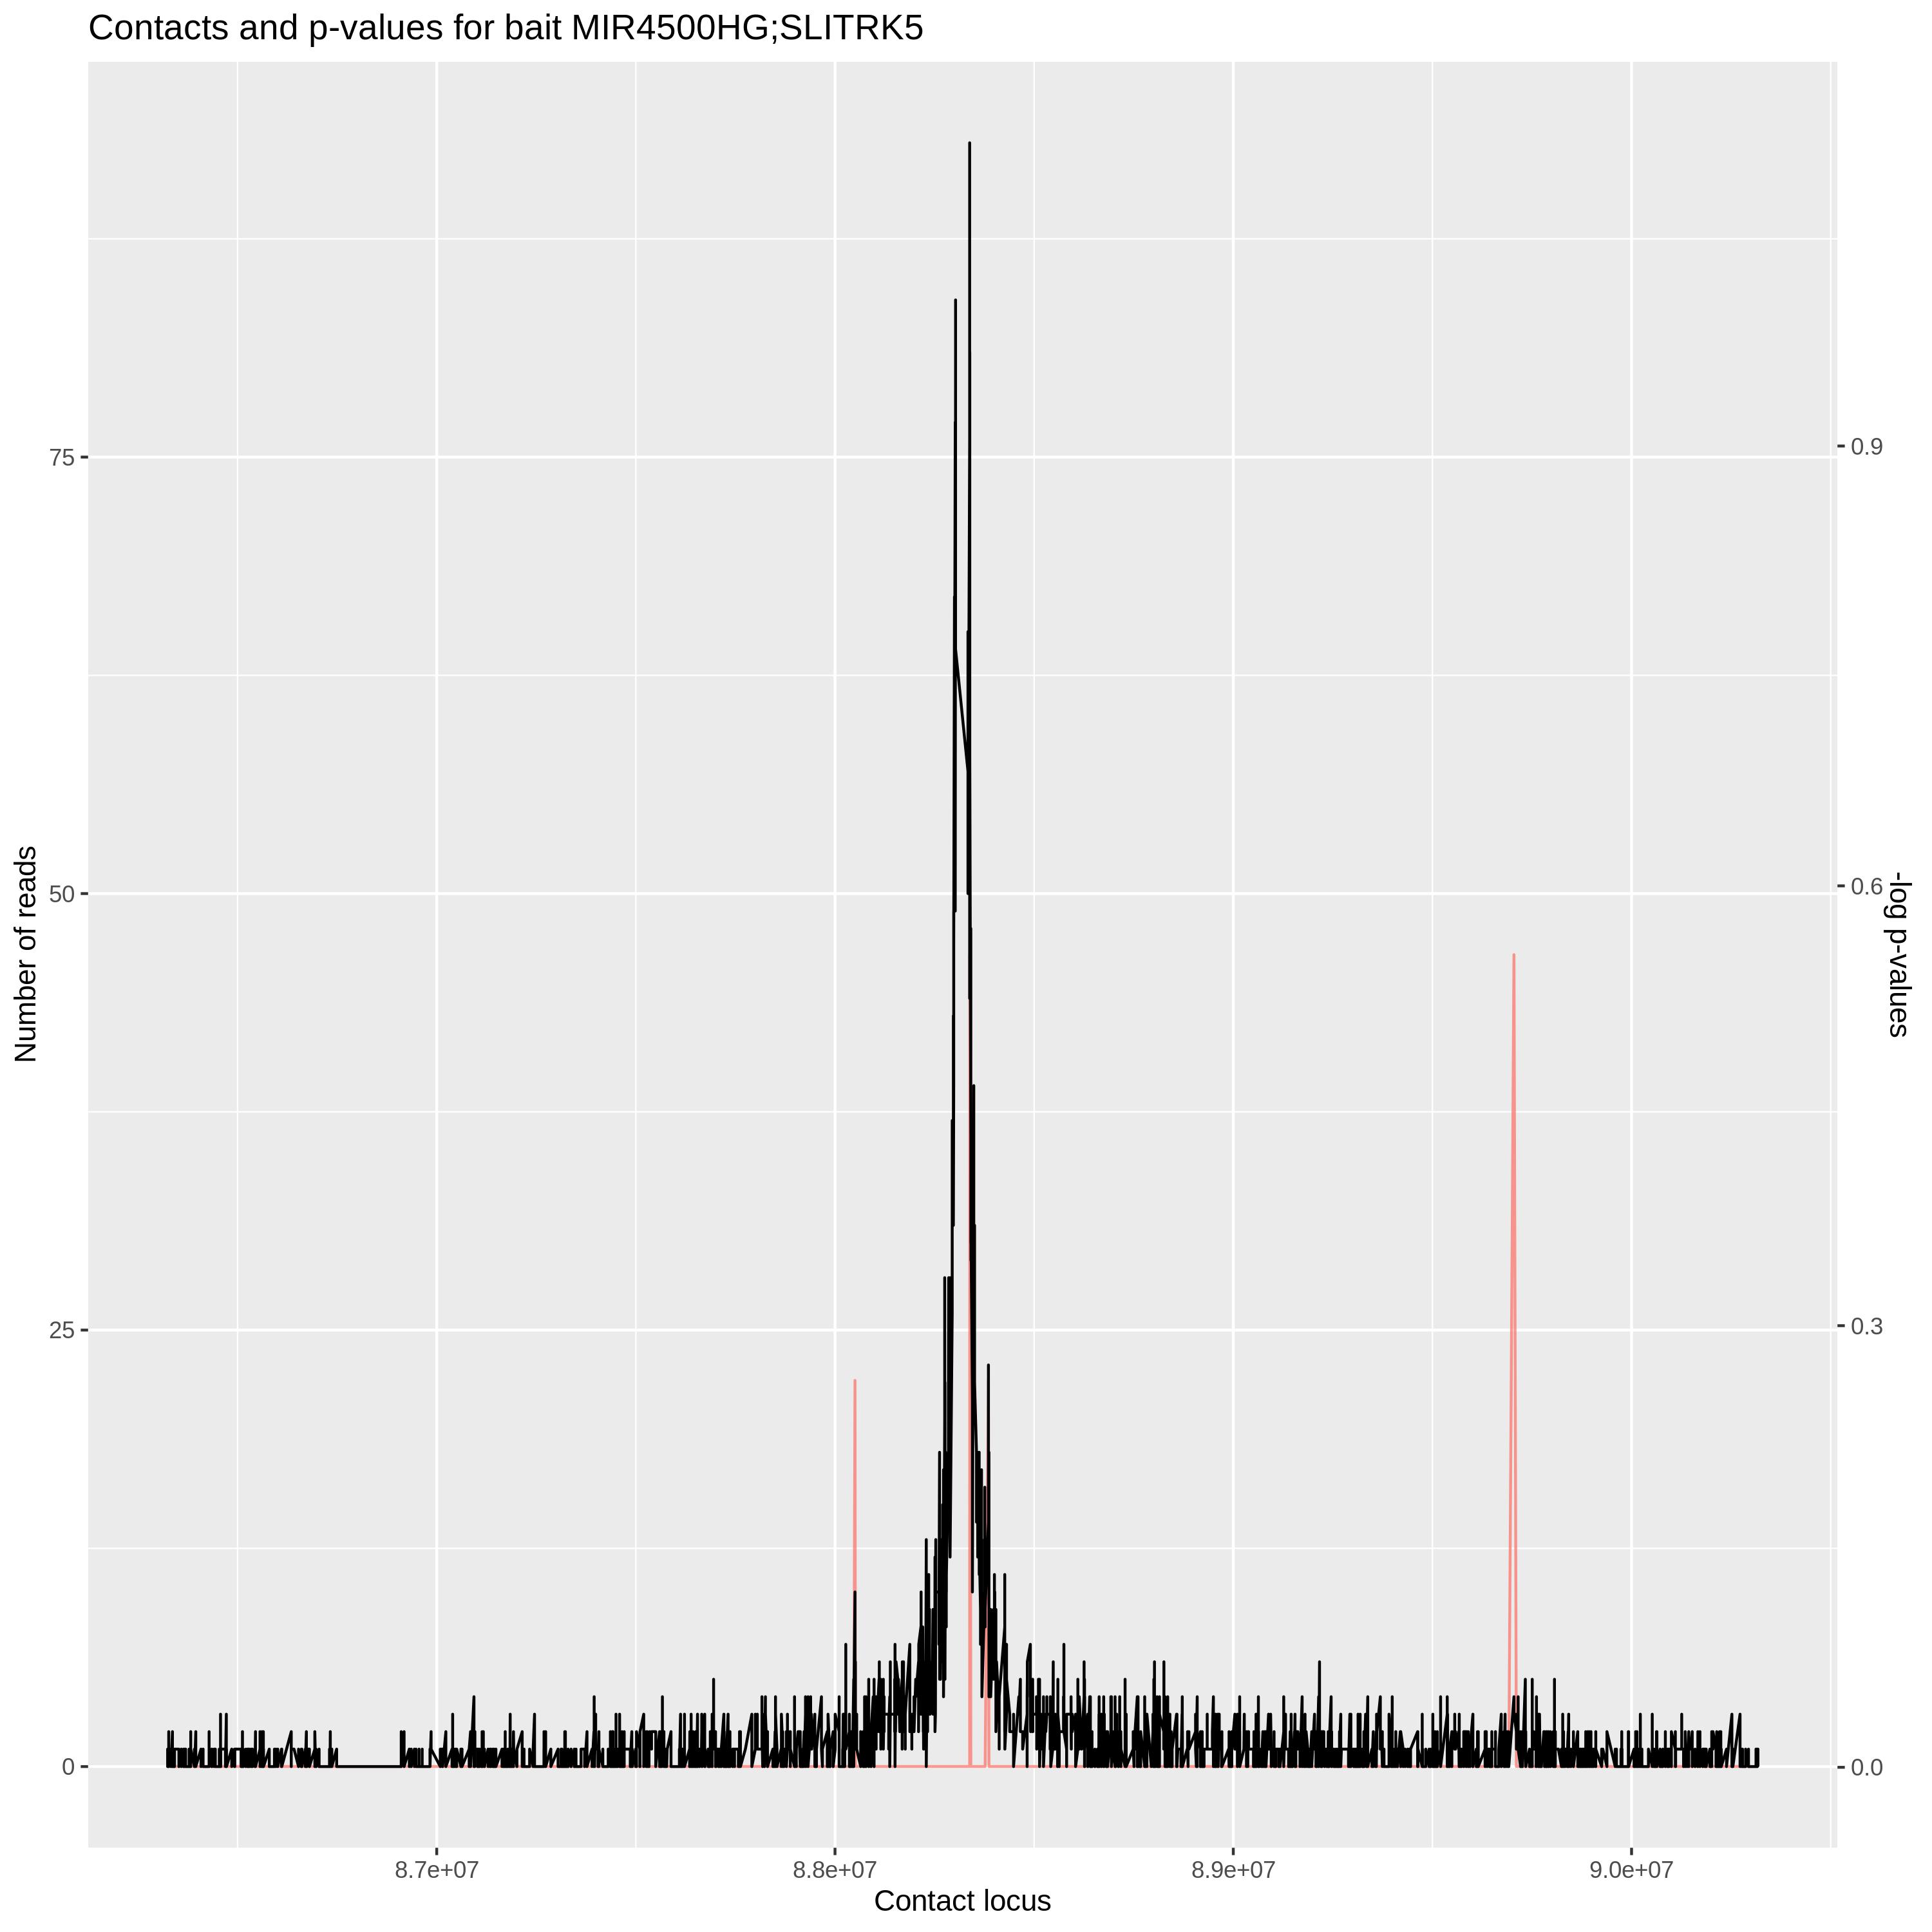 Contacts and p-values for bait MIR4500HG;SLITRK5
75
50
25
0
0.9
0.6
0.3
0.0
Number of reads
-log p-values
8.7e+07
8.8e+07
8.9e+07
9.0e+07
Contact locus